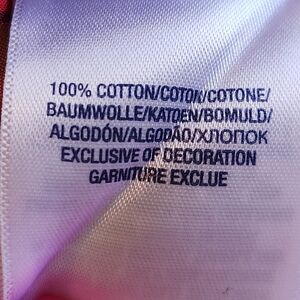 100% COTTON/COTON/COTONE/
BAUMWOLLE/KATOEN/BOMULD/
ALGODÓN/ALGODÃO/ХЛОПОК
EXCLUSIVE OF DECORATION
GARNITURE EXCLUE